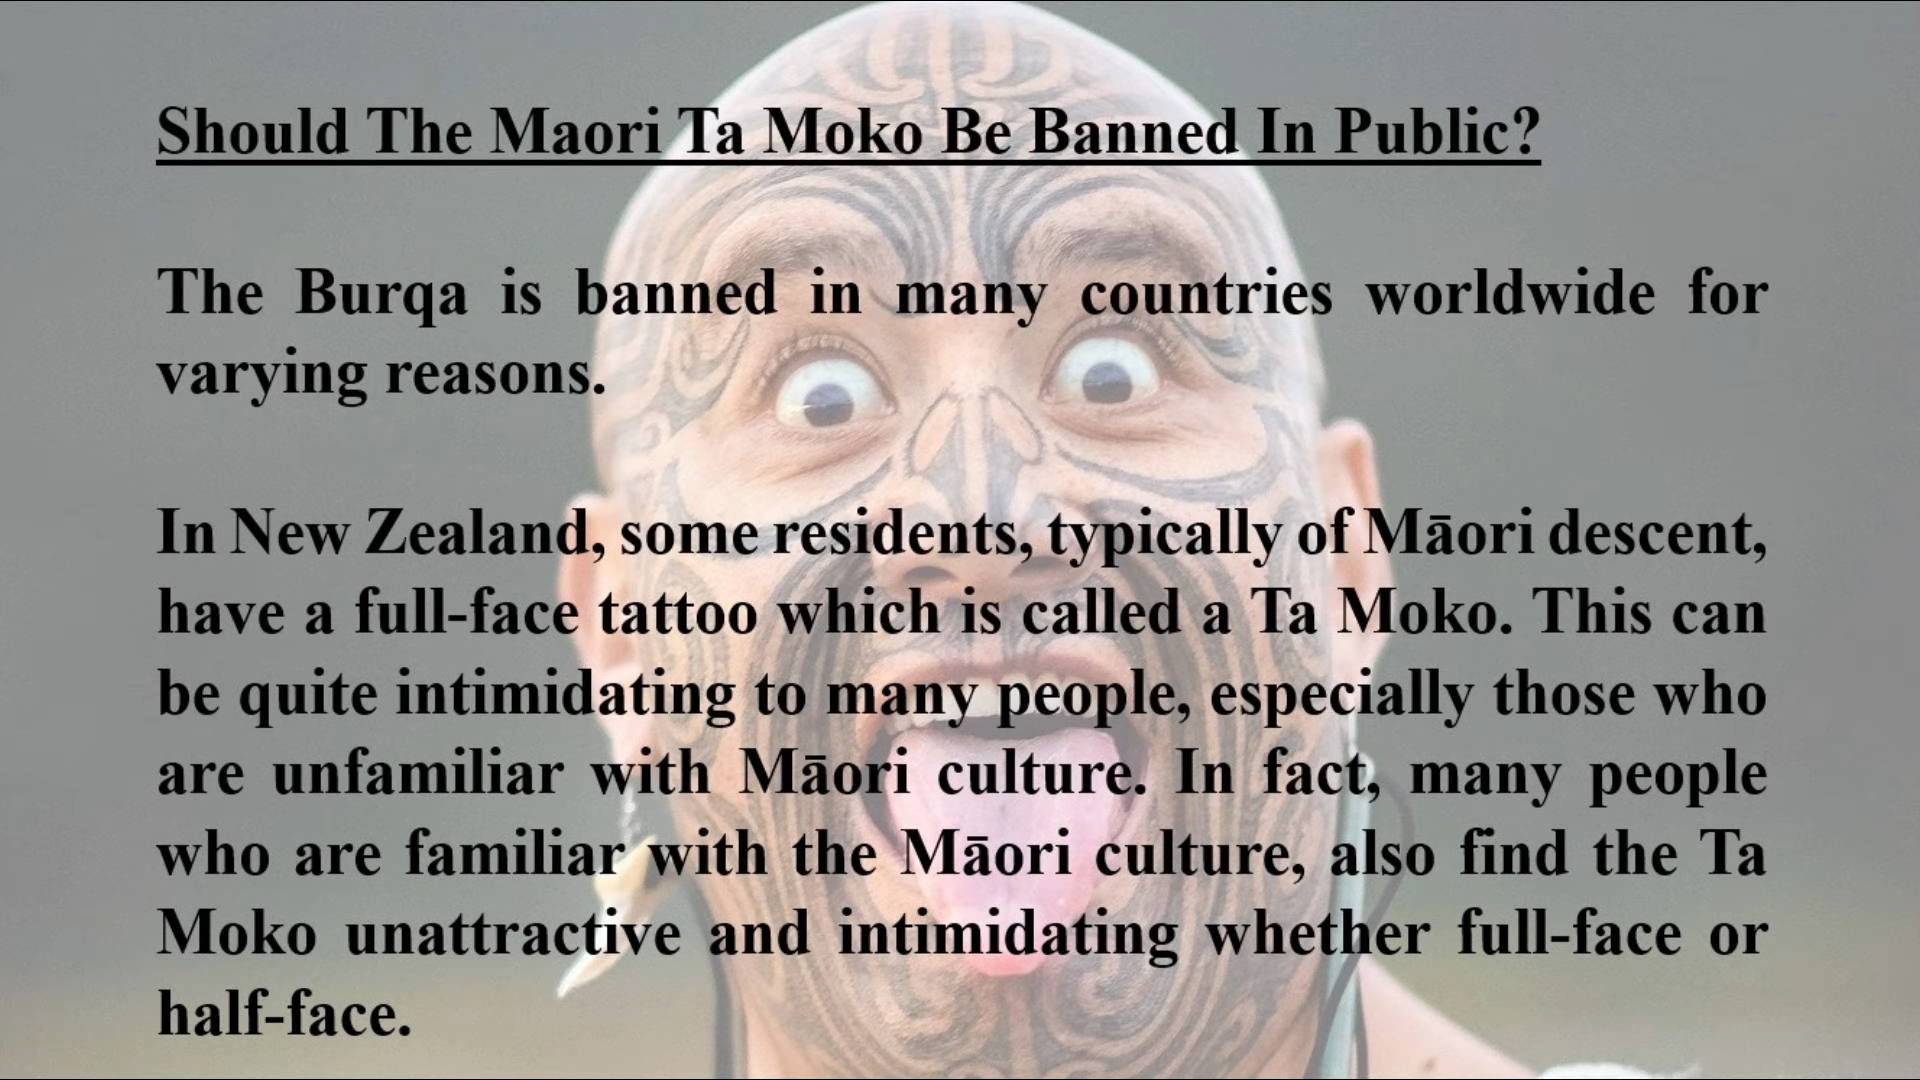 Should The Maori Ta Moko Be Banned In Public?
The Burqa is banned in many countries worldwide for
varying reasons.
In New Zealand, some residents, typically of Māori descent,
have a full-face tattoo which is called a Ta Moko. This can
be quite intimidating to many people, especially those who
are unfamiliar with Māori culture. In fact, many people
who are familiar with the Māori culture, also find the Ta
Moko unattractive and intimidating whether full-face or
half-face.